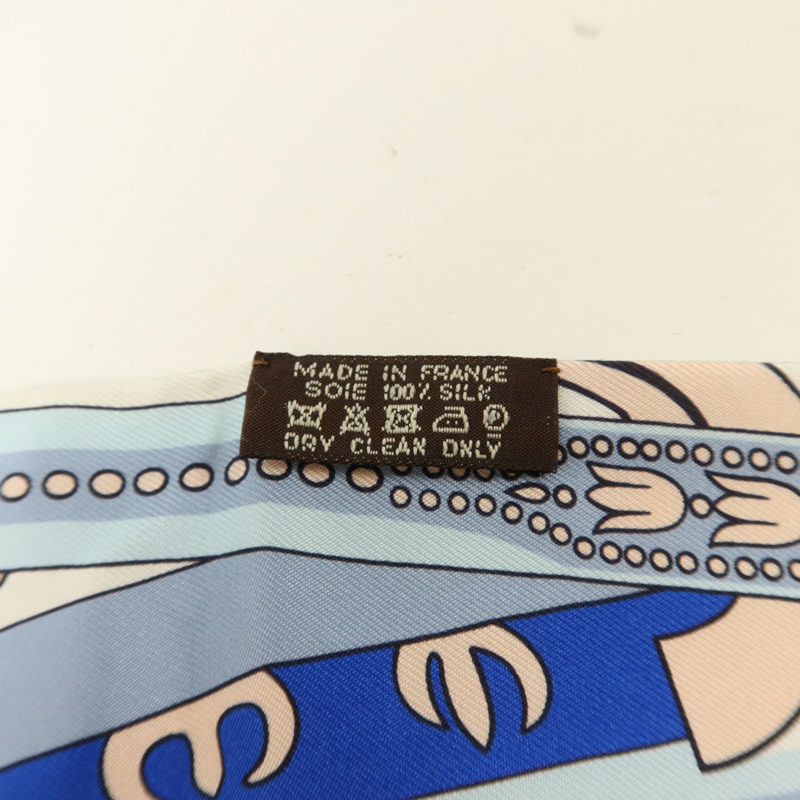 MADE IN FRANCE
SOIE 100% SILK
P
DRY CLEAN ONLY